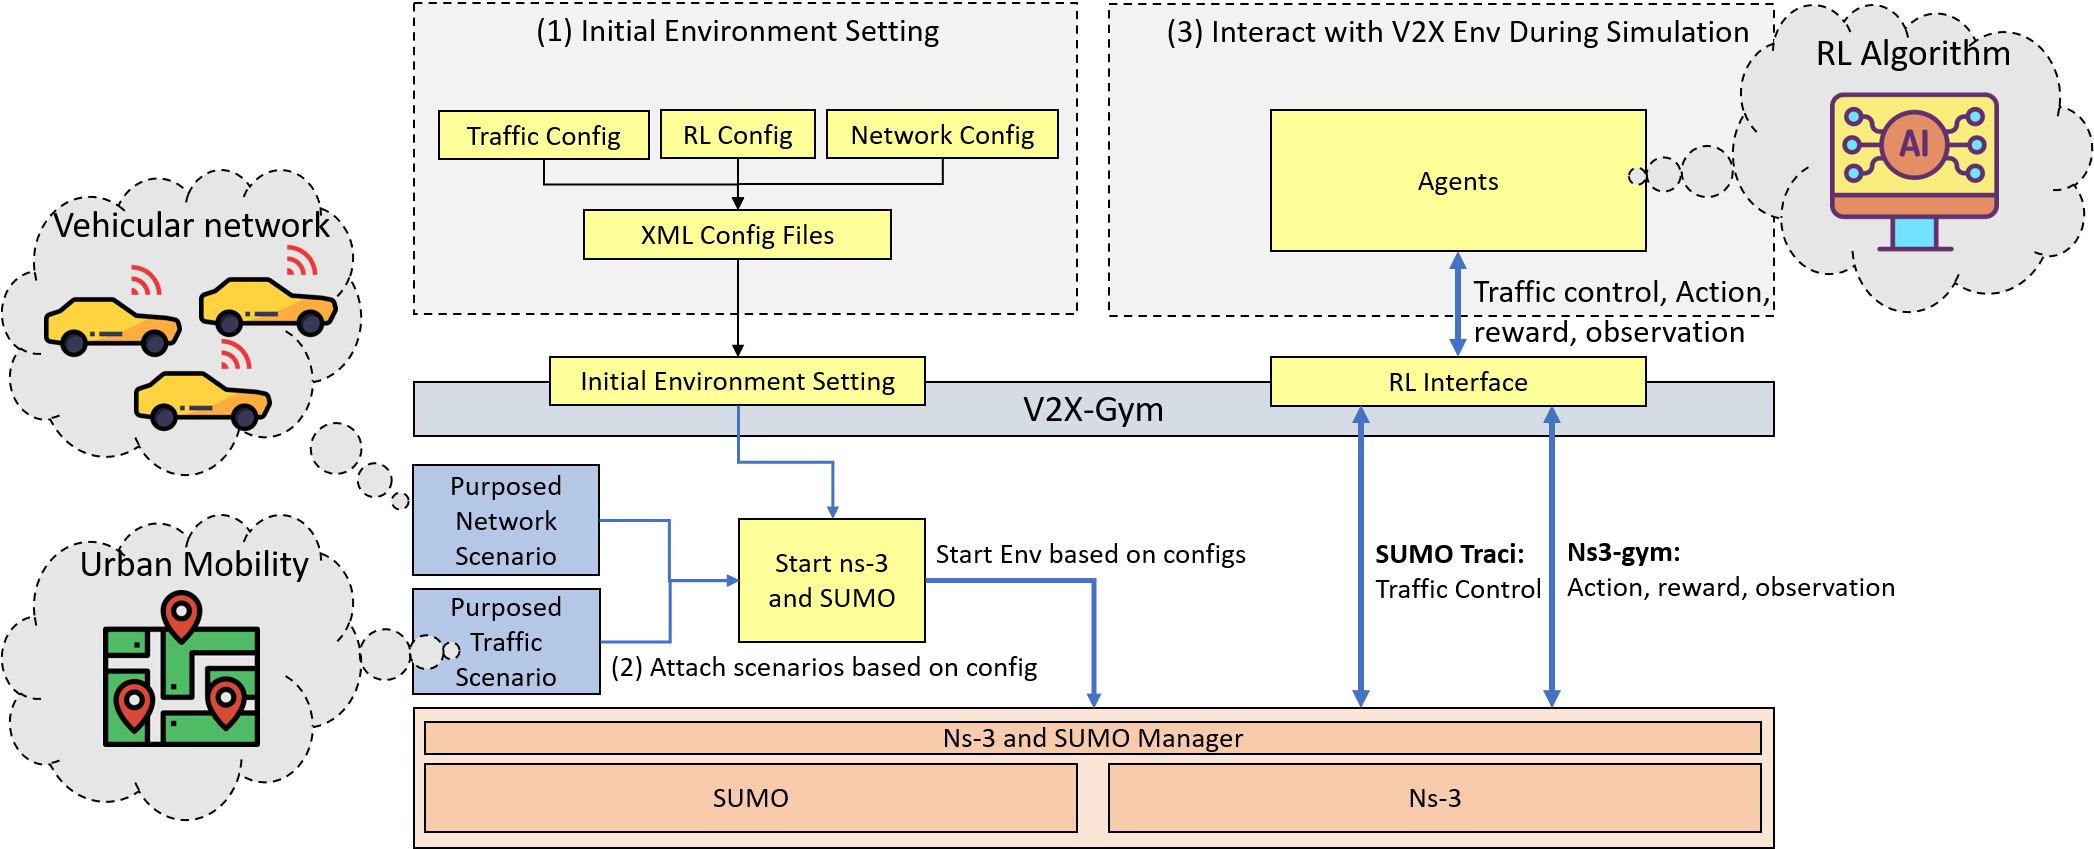 (1) Initial Environment Setting
(3) Interact with V2X Env During Simulation
RL Algorithm
AI
Traffic Config
RL Config
Network Config
Agents
XML Config Files
Vehicular network
Traffic control, Action,
reward, observation
Initial Environment Setting
RL Interface
V2X-Gym
Purposed
Network
Scenario
Start ns-3
and SUMO
Start Env based on configs
SUMO Traci:
Traffic Control
Ns3-gym:
Action, reward, observation
Urban Mobility
Purposed
Traffic
Scenario
(2) Attach scenarios based on config
Ns-3 and SUMO Manager
SUMO
Ns-3